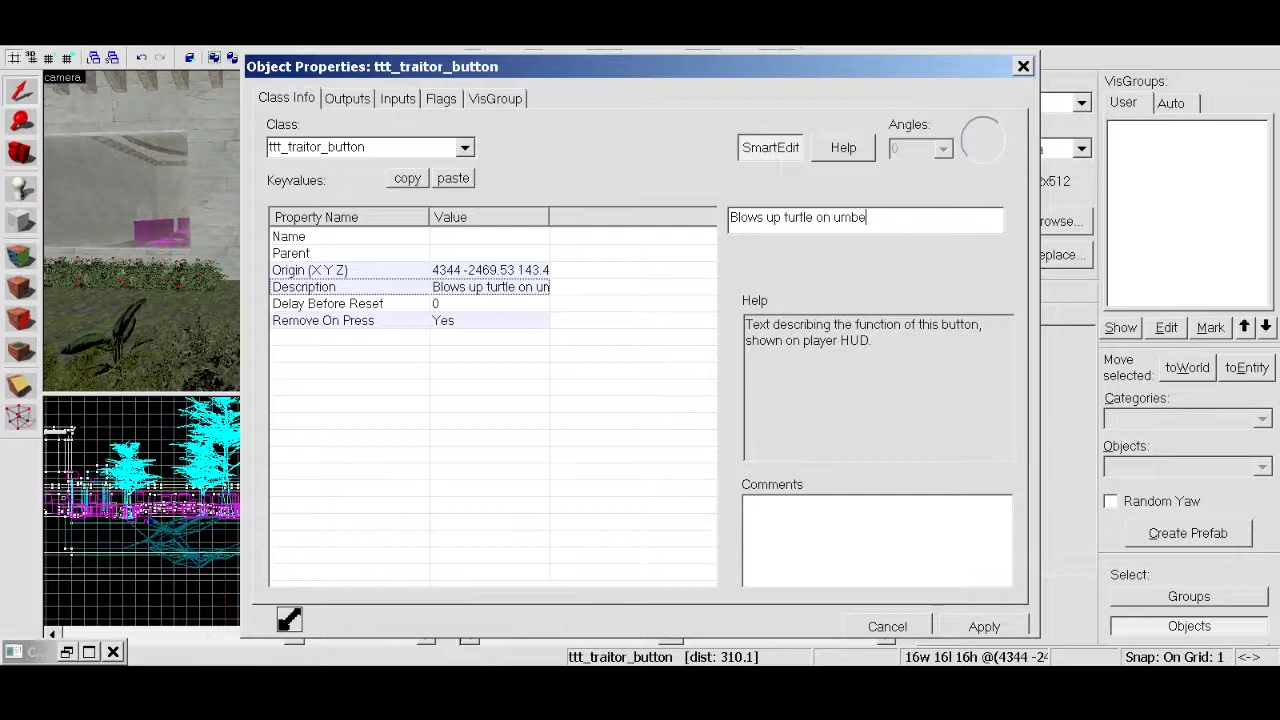 camera
Object Properties: ttt_traitor_button
Class Info Outputs Inputs Flags VisGroup
Class:
ttt_traitor_button
SmartEdit
Help
Angles:
0
Keyvalues:
copy
paste
Property Name Value
Name
Parent
Origin (X Y Z) 4344 -2469.53 143.4
Description Blows up turtle on un
Delay Before Reset 0
Remove On Press Yes
Blows up turtle on umbe
Help
Text describing the function of this button,
shown on player HUD.
Comments
Cancel
Apply
VisGroups:
User Auto
x512
rowse...
eplace...
Show Edit Mark
Move
selected:
toWorld
toEntity
Categories:
Objects:
Random Yaw
Create Prefab
Select:
Groups
Objects
ttt_traitor_button [dist: 310.1]
16w 16l 16h @(4344 -24
Snap: On Grid: 1
<->